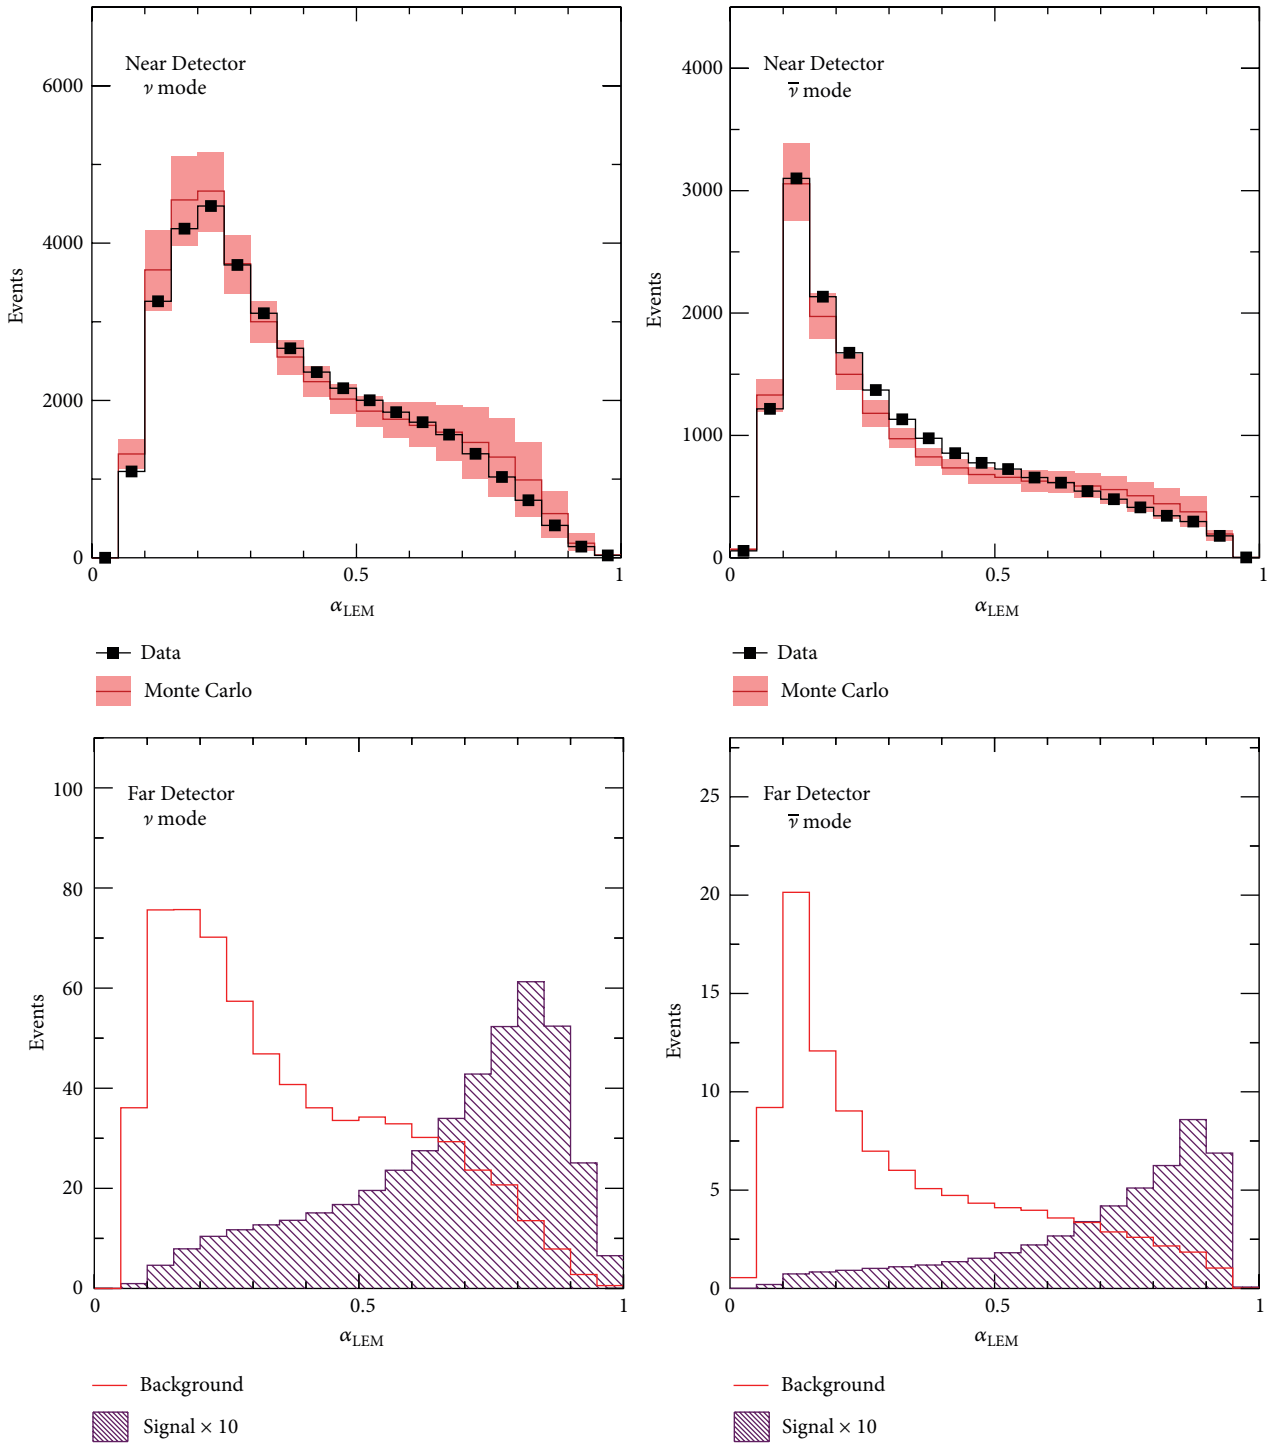 Near Detector
ν mode
6000
4000
2000
0
Events
0
0.5
1
α_LEM
Data
Monte Carlo
Near Detector
ν̅ mode
4000
3000
2000
1000
0
Events
0
0.5
1
α_LEM
Data
Monte Carlo
Far Detector
ν mode
100
80
60
40
20
0
Events
0
0.5
1
α_LEM
Background
Signal × 10
Far Detector
ν̅ mode
25
20
15
10
5
0
Events
0
0.5
1
α_LEM
Background
Signal × 10